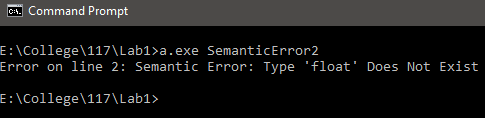 Command Prompt
E:\College\117\Lab1>a.exe SemanticError2
Error on line 2: Semantic Error: Type 'float' Does Not Exist
E:\College\117\Lab1>